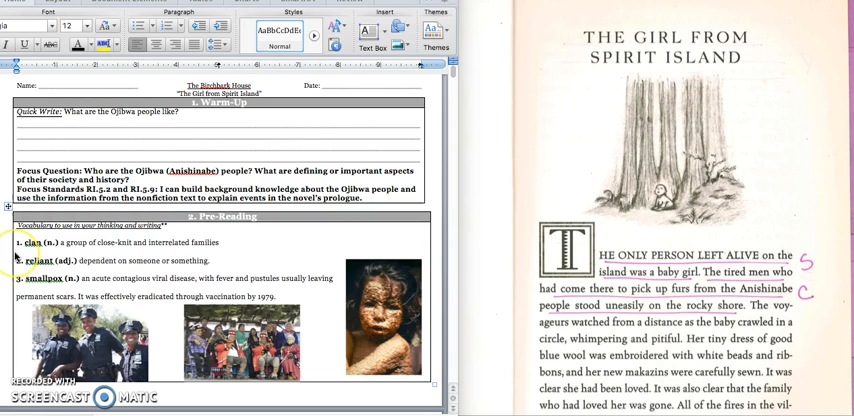 Paragraph
Styles
Insert
Themes
12
Aa
I U ABC
A
AaBbCcDdEe
Normal
Text Box
Themes
Name:
The Birchbark House
Date:
"The Girl from Spirit Island"
1. Warm-Up
Quick Write: What are the Ojibwa people like?
Focus Question: Who are the Ojibwa (Anishinabe) people? What are defining or important aspects
of their society and history?
Focus Standards RI.5.2 and RI.5.9: I can build background knowledge about the Ojibwa people and
use the information from the nonfiction text to explain events in the novel's prologue.
2. Pre-Reading
Vocabulary to use in your thinking and writing**
1. clan (n.) a group of close-knit and interrelated families
2. reliant (adj.) dependent on someone or something.
3. smallpox (n.) an acute contagious viral disease, with fever and pustules usually leaving
permanent scars. It was effectively eradicated through vaccination by 1979.
RECORDED WITH
SCREENCAST MATIC
THE GIRL FROM
SPIRIT ISLAND
THE ONLY PERSON LEFT ALIVE on the
island was a baby girl. The tired men who
had come there to pick up furs from the Anishinabe
people stood uneasily on the rocky shore. The voy-
ageurs watched from a distance as the baby crawled in a
circle, whimpering and pitiful. Her tiny dress of good
blue wool was embroidered with white beads and rib-
bons, and her new makazins were carefully sewn. It was
clear she had been loved. It was also clear that the family
who had loved her was gone. All of the fires in the vil-
S
C